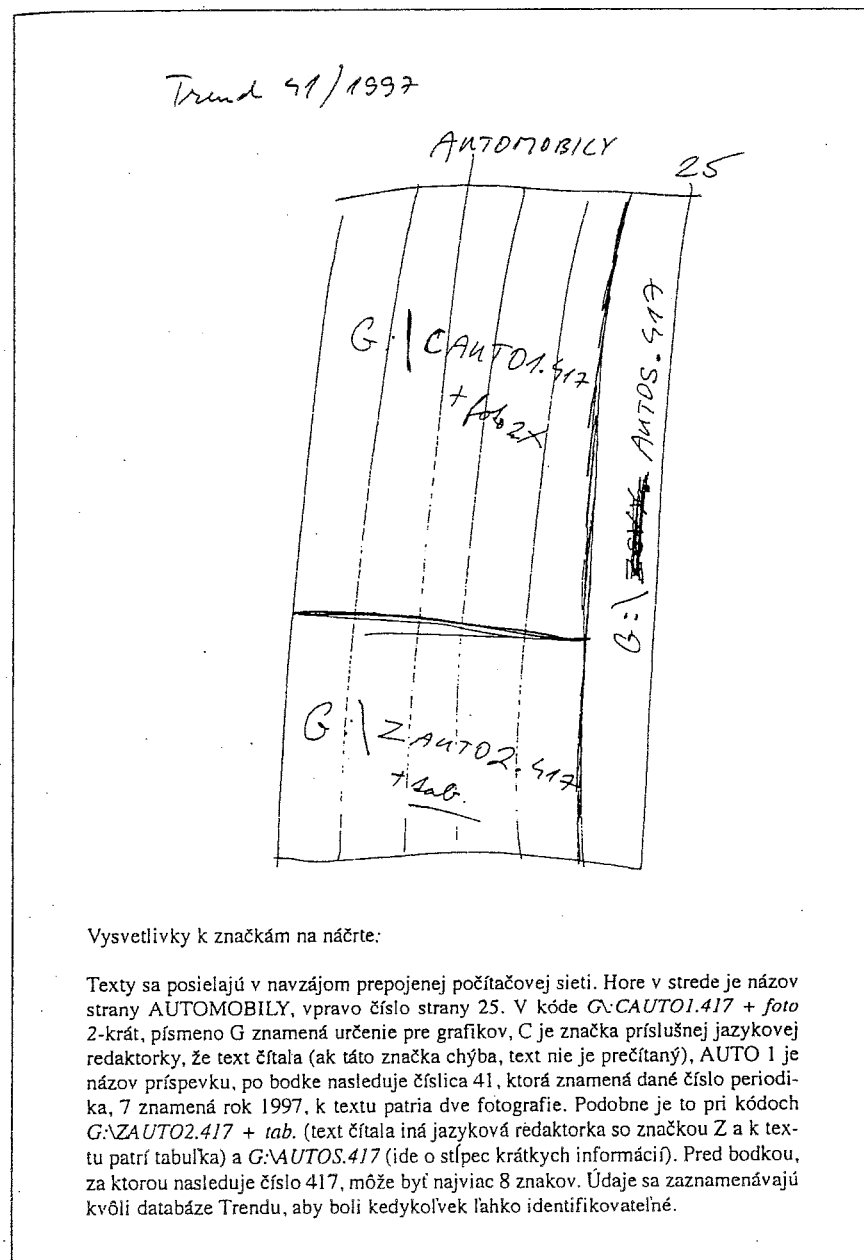 Trend 41/1997
AUTOMOBILY
25
G:\CAUTO1.417
+ foto 2x
G:\ AUTOS.417
G:\ZAUTO2.417
+ tab.
Vysvetlivky k značkám na náčrte:
Texty sa posielajú v navzájom prepojenej počítačovej sieti. Hore v strede je názov
strany AUTOMOBILY, vpravo číslo strany 25. V kóde G\:CAUTO1.417 + foto
2-krát, písmeno G znamená určenie pre grafikov, C je značka príslušnej jazykovej
redaktorky, že text čítala (ak táto značka chýba, text nie je prečítaný), AUTO 1 je
názov príspevku, po bodke nasleduje číslica 41, ktorá znamená dané číslo periodi-
ka, 7 znamená rok 1997, k textu patria dve fotografie. Podobne je to pri kódoch
G:\ZAUTO2.417 + tab. (text čítala iná jazyková redaktorka so značkou Z a k tex-
tu patrí tabuľka) a G:\AUTOS.417 (ide o stĺpec krátkych informácií). Pred bodkou,
za ktorou nasleduje číslo 417, môže byť najviac 8 znakov. Údaje sa zaznamenávajú
kvôli databáze Trendu, aby boli kedykoľvek ľahko identifikovateľné.